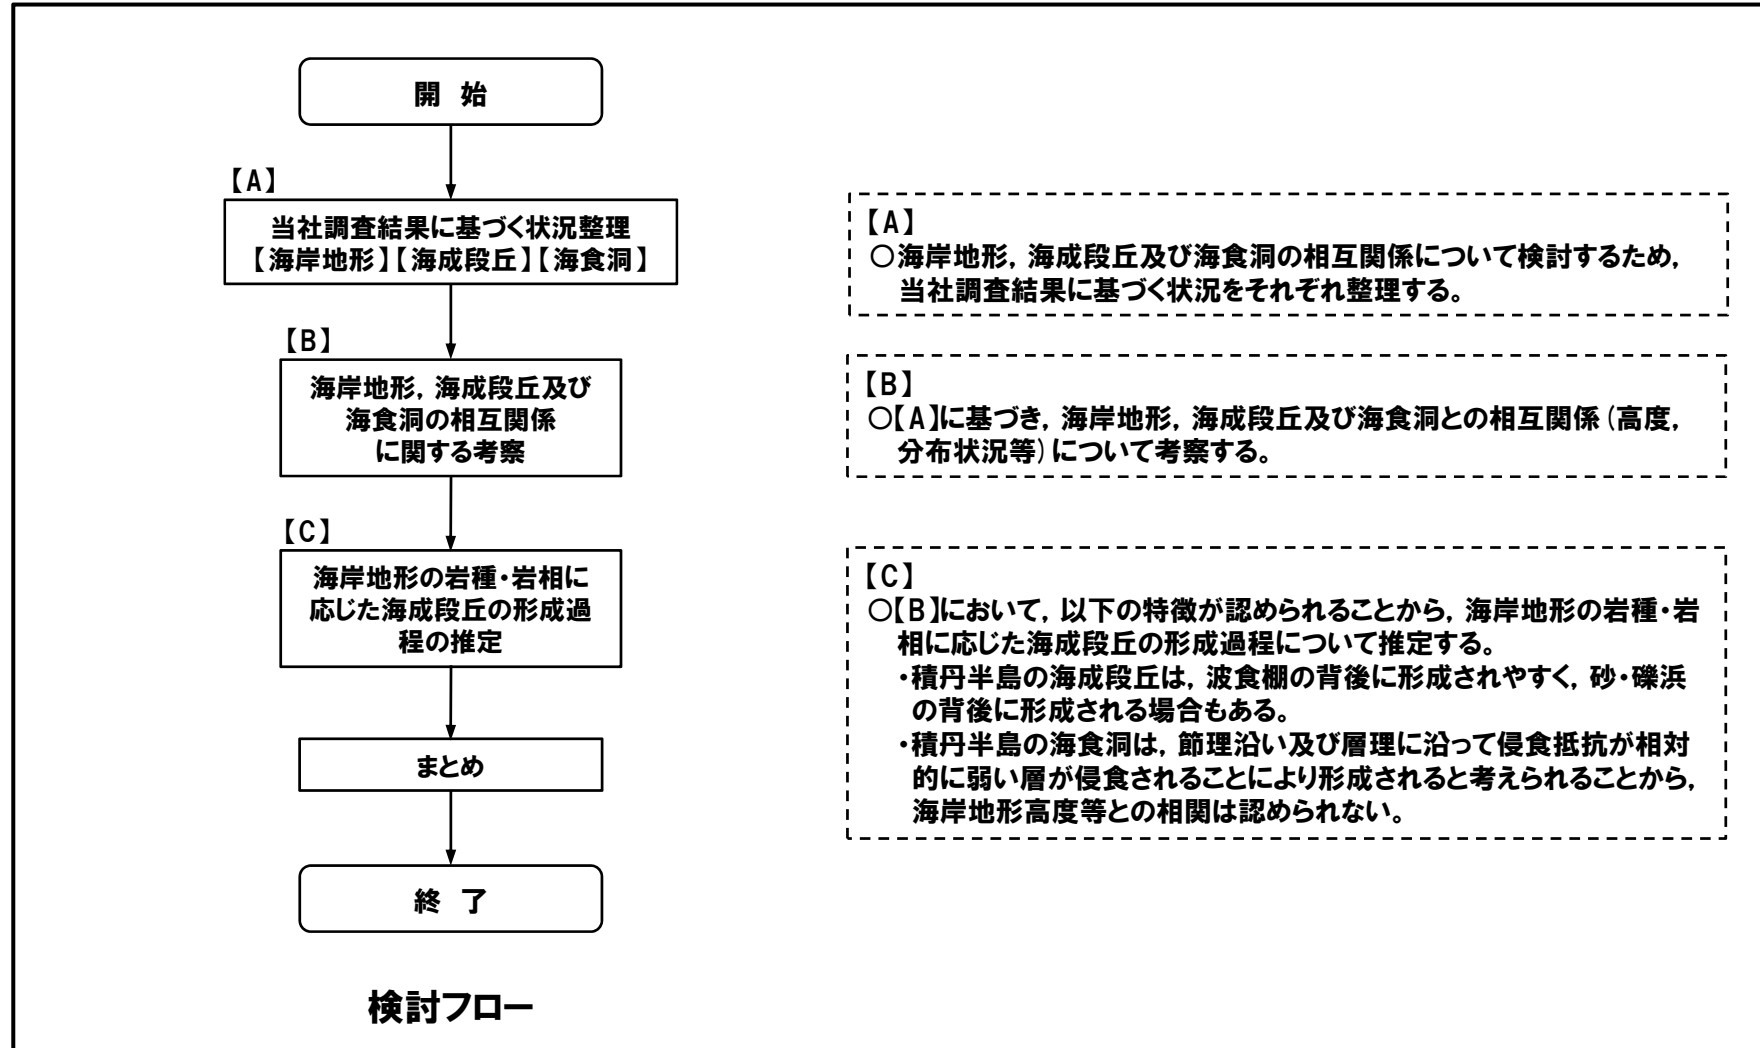 開 始
【A】
当社調査結果に基づく状況整理
【海岸地形】【海成段丘】【海食洞】
【B】
海岸地形，海成段丘及び
海食洞の相互関係
に関する考察
【C】
海岸地形の岩種・岩相に
応じた海成段丘の形成過
程の推定
まとめ
終 了
検討フロー
【A】
○海岸地形，海成段丘及び海食洞の相互関係について検討するため，
当社調査結果に基づく状況をそれぞれ整理する。
【B】
○【A】に基づき，海岸地形，海成段丘及び海食洞との相互関係（高度，
分布状況等）について考察する。
【C】
○【B】において，以下の特徴が認められることから，海岸地形の岩種・岩
相に応じた海成段丘の形成過程について推定する。
・積丹半島の海成段丘は，波食棚の背後に形成されやすく，砂・礫浜
の背後に形成される場合もある。
・積丹半島の海食洞は，節理沿い及び層理に沿って侵食抵抗が相対
的に弱い層が侵食されることにより形成されると考えられることから，
海岸地形高度等との相関は認められない。